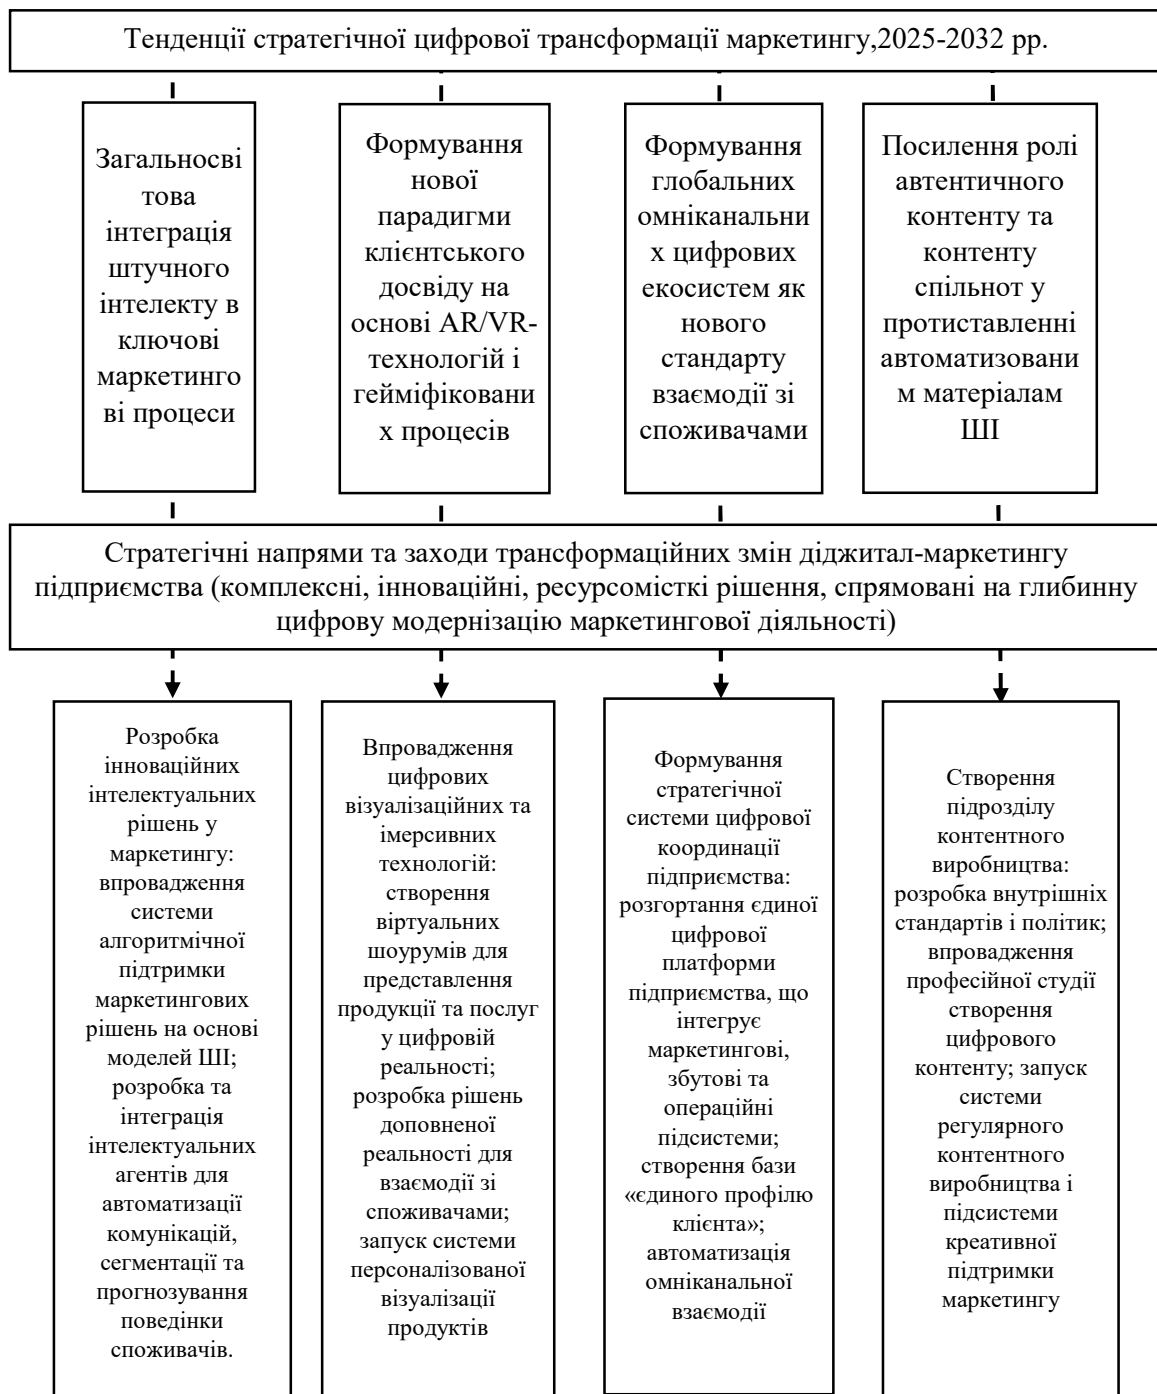 Тенденції стратегічної цифрової трансформації маркетингу,2025-2032 рр.
Загальносві
това
інтеграція
штучного
інтелекту в
ключові
маркетинго
ві процеси
Формування
нової
парадигми
клієнтського
досвіду на
основі AR/VR-
технологій і
гейміфіковани
х процесів
Формування
глобальних
омніканальни
х цифрових
екосистем як
нового
стандарту
взаємодії зі
споживачами
Посилення ролі
автентичного
контенту та
контенту
спільнот у
протиставленні
автоматизовани
м матеріалам
ШІ
Стратегічні напрями та заходи трансформаційних змін діджитал-маркетингу
підприємства (комплексні, інноваційні, ресурсомісткі рішення, спрямовані на глибинну
цифрову модернізацію маркетингової діяльності)
Розробка
інноваційних
інтелектуальних
рішень у
маркетингу:
впровадження
системи
алгоритмічної
підтримки
маркетингових
рішень на основі
моделей ШІ;
розробка та
інтеграція
інтелектуальних
агентів для
автоматизації
комунікацій,
сегментації та
прогнозування
поведінки
споживачів.
Впровадження
цифрових
візуалізаційних та
імерсивних
технологій:
створення
віртуальних
шоурумів для
представлення
продукції та послуг
у цифровій
реальності;
розробка рішень
доповненої
реальності для
взаємодії зі
споживачами;
запуск системи
персоналізованої
візуалізації
продуктів
Формування
стратегічної
системи цифрової
координації
підприємства:
розгортання єдиної
цифрової
платформи
підприємства, що
інтегрує
маркетингові,
збутові та
операційні
підсистеми;
створення бази
«єдиного профілю
клієнта»;
автоматизація
омніканальної
взаємодії
Створення
підрозділу
контентного
виробництва:
розробка внутрішніх
стандартів і політик;
впровадження
професійної студії
створення
цифрового
контенту; запуск
системи
регулярного
контентного
виробництва і
підсистеми
креативної
підтримки
маркетингу